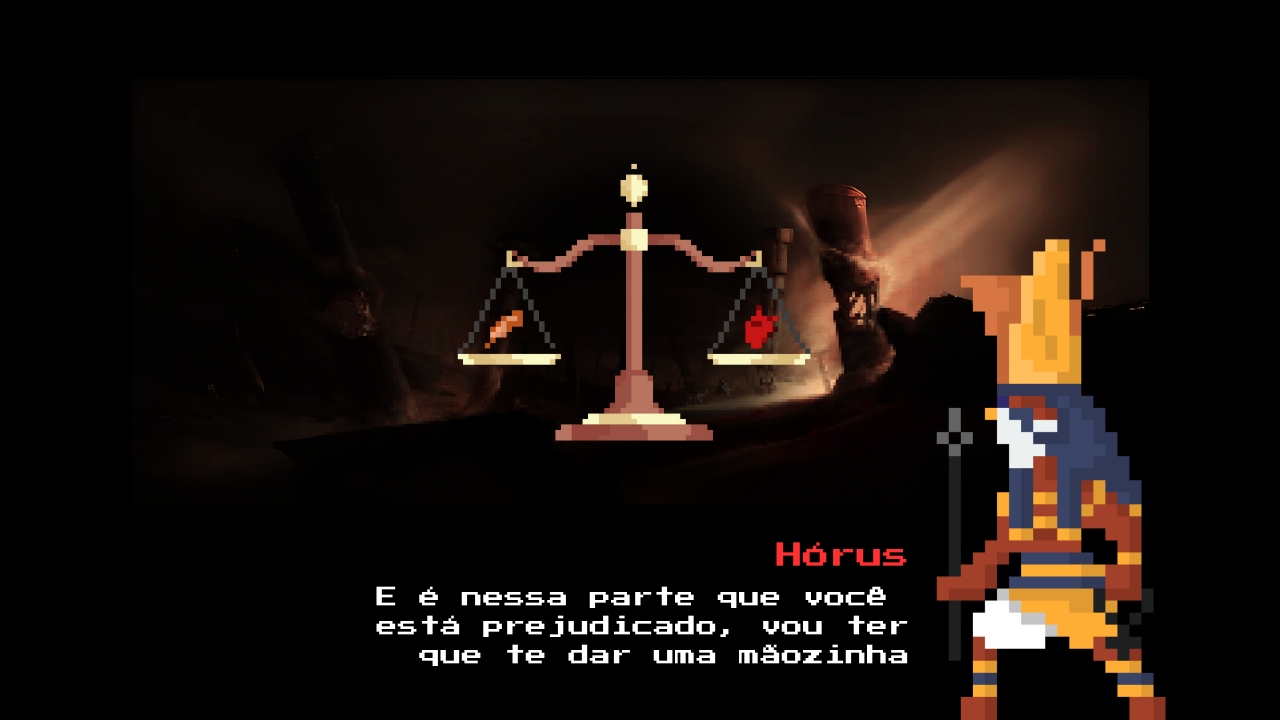 Hórus
E é nessa parte que você
está prejudicado, vou ter
que te dar uma mãozinha